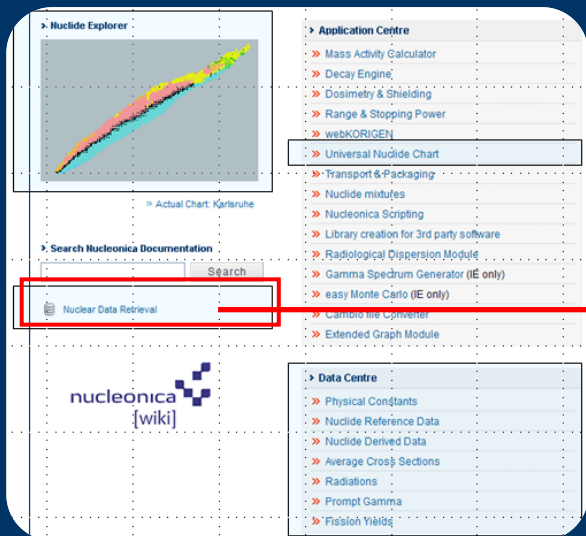 › Nuclide Explorer
» Actual Chart: Karlsruhe
› Search Nucleonica Documentation
Search
Nuclear Data Retrieval
nucleonica
[wiki]
› Application Centre
» Mass Activity Calculator
» Decay Engine
» Dosimetry & Shielding
» Range & Stopping Power
» webKORIGEN
» Universal Nuclide Chart
» Transport & Packaging
» Nuclide mixtures
» Nucleonica Scripting
» Library creation for 3rd party software
» Radiological Dispersion Module
» Gamma Spectrum Generator (IE only)
» easy Monte Carlo (IE only)
» Cambio file Converter
» Extended Graph Module
› Data Centre
» Physical Constants
» Nuclide Reference Data
» Nuclide Derived Data
» Average Cross Sections
» Radiations
» Prompt Gamma
» Fission Yields